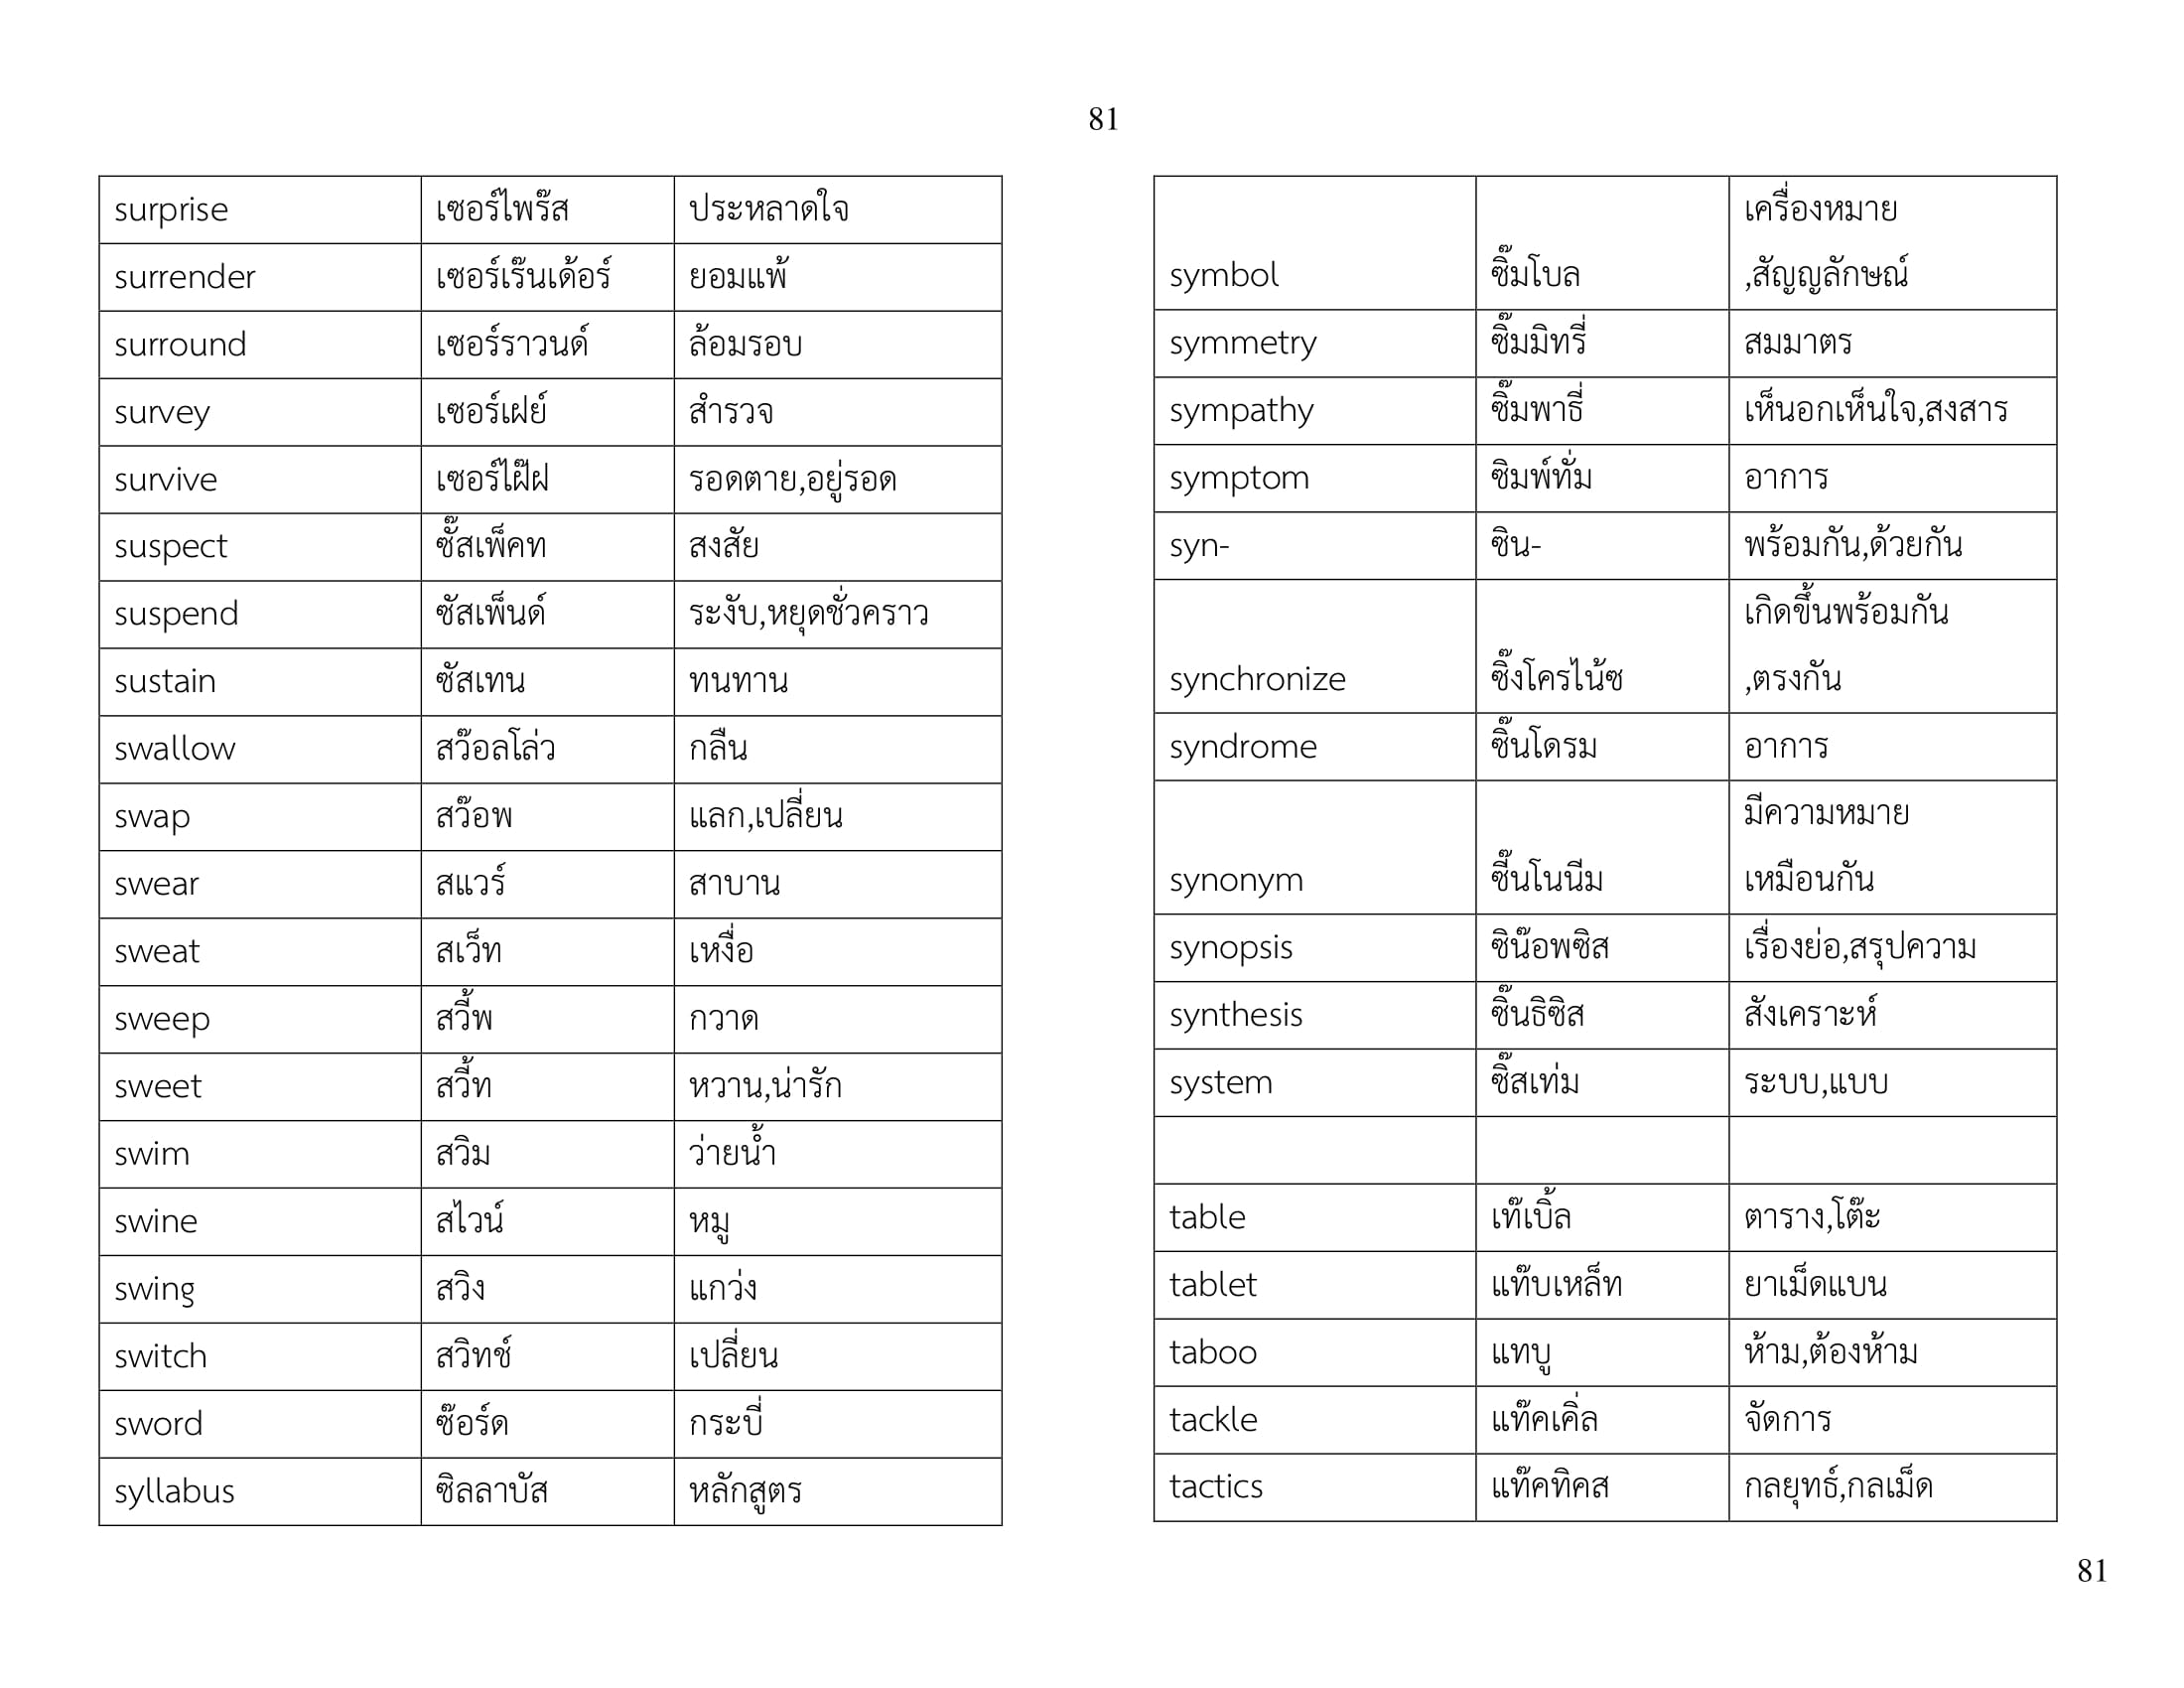 81
surprise เซอร์ไพร๊ส ประหลาดใจ
surrender เซอร์เร๊นเด้อร์ ยอมแพ้
surround เซอร์ราวนด์ ล้อมรอบ
survey เซอร์เฝย์ สำรวจ
survive เซอร์ไฝ๊ฝ รอดตาย,อยู่รอด
suspect ซั๊สเพ็คท สงสัย
suspend ซัสเพ็นด์ ระงับ,หยุดชั่วคราว
sustain ซัสเทน ทนทาน
swallow สว๊อลโล่ว กลืน
swap สว๊อพ แลก,เปลี่ยน
swear สแวร์ สาบาน
sweat สเว็ท เหงื่อ
sweep สวี้พ กวาด
sweet สวี้ท หวาน,น่ารัก
swim สวิม ว่ายน้ำ
swine สไวน์ หมู
swing สวิง แกว่ง
switch สวิทช์ เปลี่ยน
sword ซ๊อร์ด กระบี่
syllabus ซิลลาบัส หลักสูตร
เครื่องหมาย
symbol ซิ๊มโบล ,สัญญลักษณ์
symmetry ซิ๊มมิทรี่ สมมาตร
sympathy ซิ๊มพาธี่ เห็นอกเห็นใจ,สงสาร
symptom ซิมพ์ทั่ม อาการ
syn- ซิน- พร้อมกัน,ด้วยกัน
เกิดขึ้นพร้อมกัน
synchronize ซิ๊งโครไน้ซ ,ตรงกัน
syndrome ซิ๊นโดรม อาการ
มีความหมาย
synonym ซี๊นโนนีม เหมือนกัน
synopsis ซิน๊อพซิส เรื่องย่อ,สรุปความ
synthesis ซิ๊นธิซิส สังเคราะห์
system ซิ๊สเท่ม ระบบ,แบบ
table เท๊เบิ้ล ตาราง,โต๊ะ
tablet แท๊บเหล็ท ยาเม็ดแบน
taboo แทบู ห้าม,ต้องห้าม
tackle แท๊คเคิ่ล จัดการ
tactics แท๊คทิคส กลยุทธ์,กลเม็ด
81